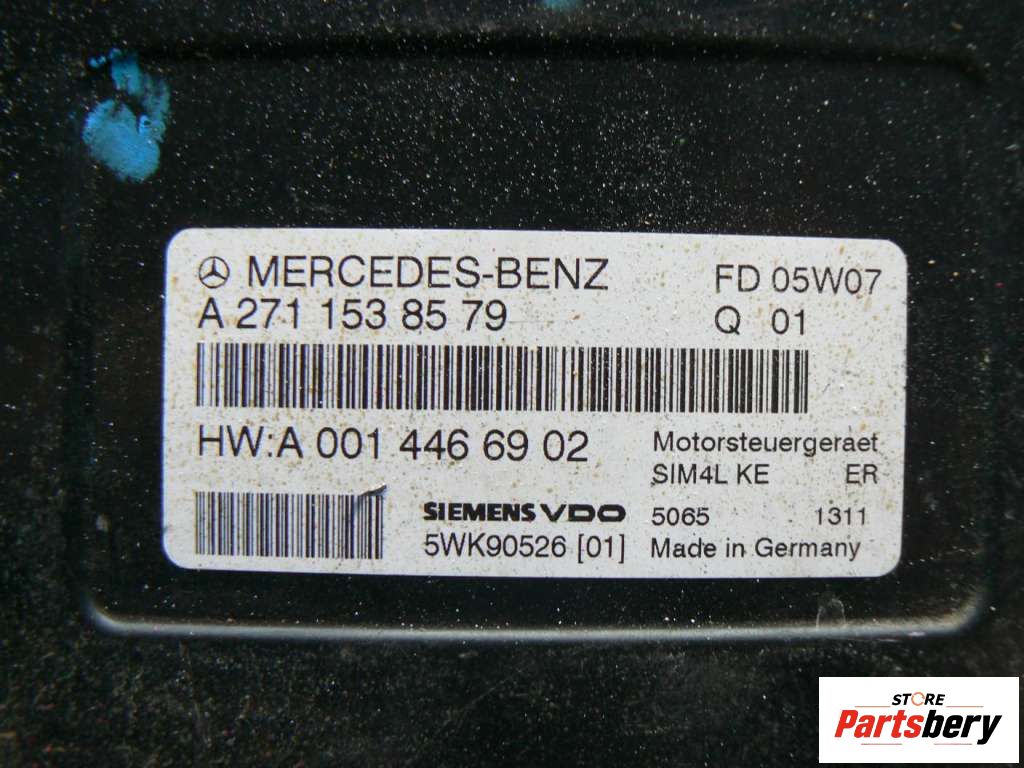 MERCEDES-BENZ FD 05W07
A 271 153 85 79 Q 01
HW:A 001 446 69 02 Motorsteuergeraet
SIM4L KE ER
SIEMENS VDO 5065 1311
5WK90526 [01] Made in Germany
STORE
Partsbery